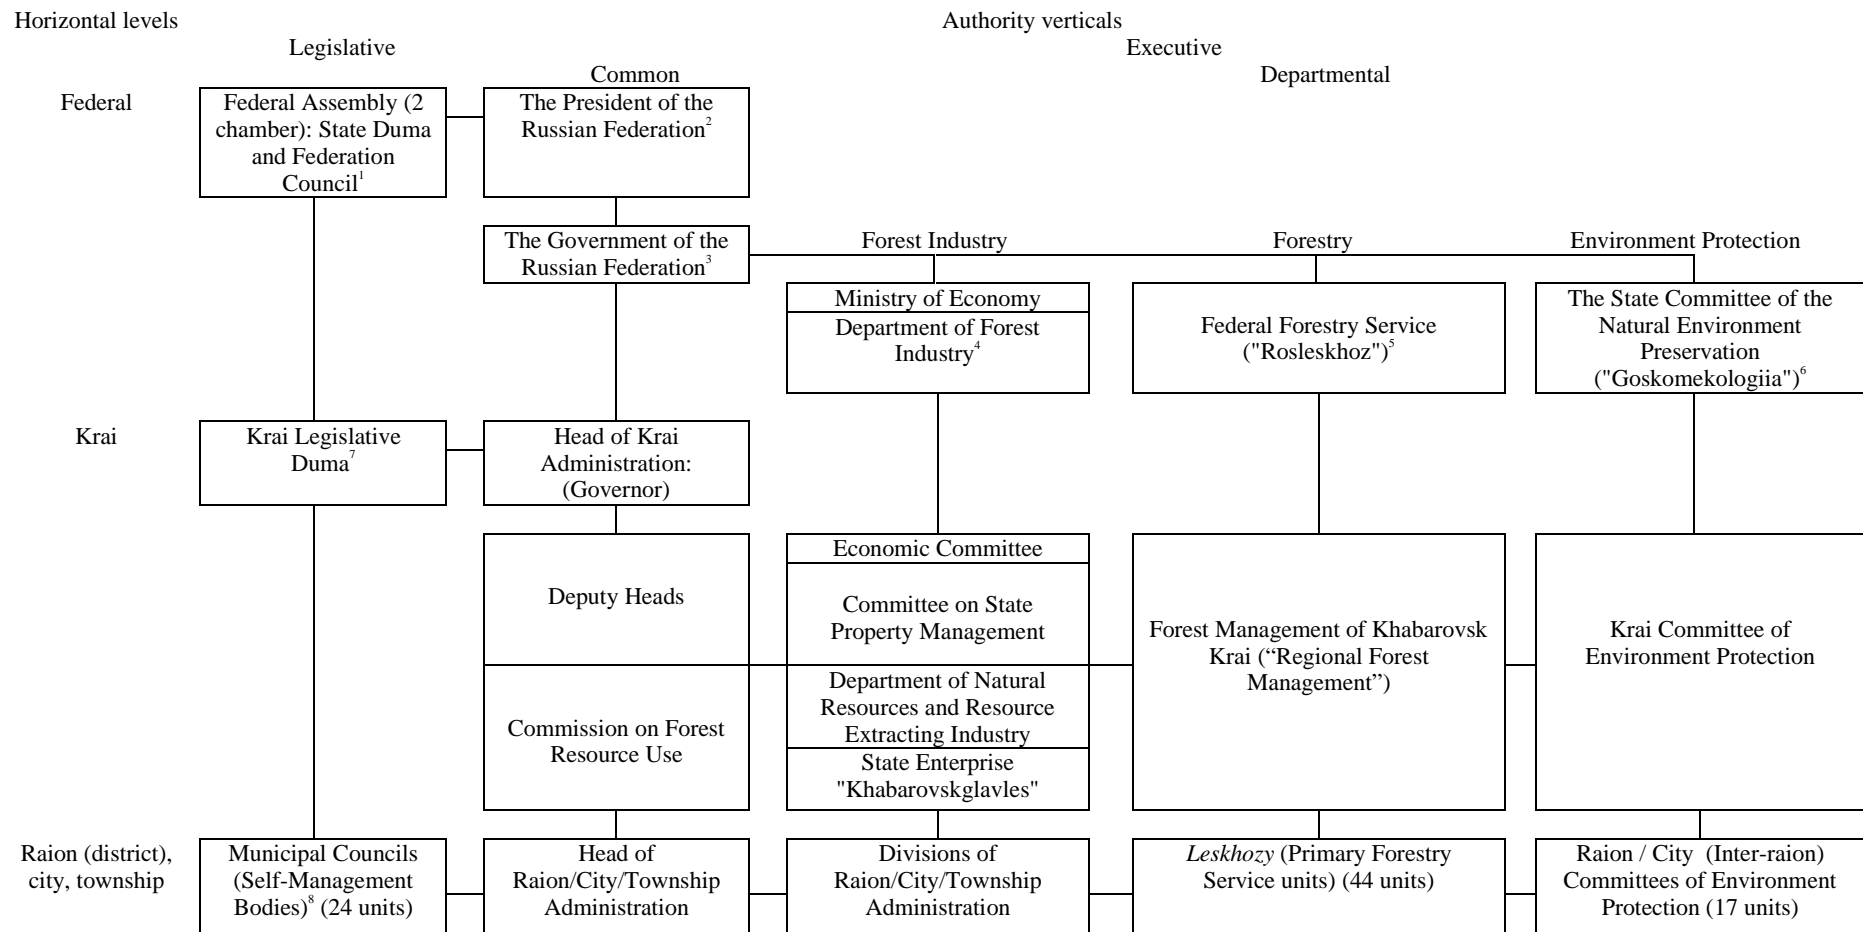 Horizontal levels
Authority verticals
Legislative
Executive
Common
Departmental
Federal
Federal Assembly (2
chamber): State Duma
and Federation
Council1
The President of the
Russian Federation2
The Government of the
Russian Federation3
Forest Industry
Forestry
Environment Protection
Ministry of Economy
Department of Forest
Industry4
Federal Forestry Service
("Rosleskhoz")5
The State Committee of the
Natural Environment
Preservation
("Goskomekologiia")6
Krai
Krai Legislative
Duma7
Head of Krai
Administration:
(Governor)
Deputy Heads
Commission on Forest
Resource Use
Economic Committee
Committee on State
Property Management
Department of Natural
Resources and Resource
Extracting Industry
State Enterprise
"Khabarovskglavles"
Forest Management of Khabarovsk
Krai (“Regional Forest
Management”)
Krai Committee of
Environment Protection
Raion (district),
city, township
Municipal Councils
(Self-Management
Bodies)8 (24 units)
Head of
Raion/City/Township
Administration
Divisions of
Raion/City/Township
Administration
Leskhozy (Primary Forestry
Service units) (44 units)
Raion / City (Inter-raion)
Committees of Environment
Protection (17 units)